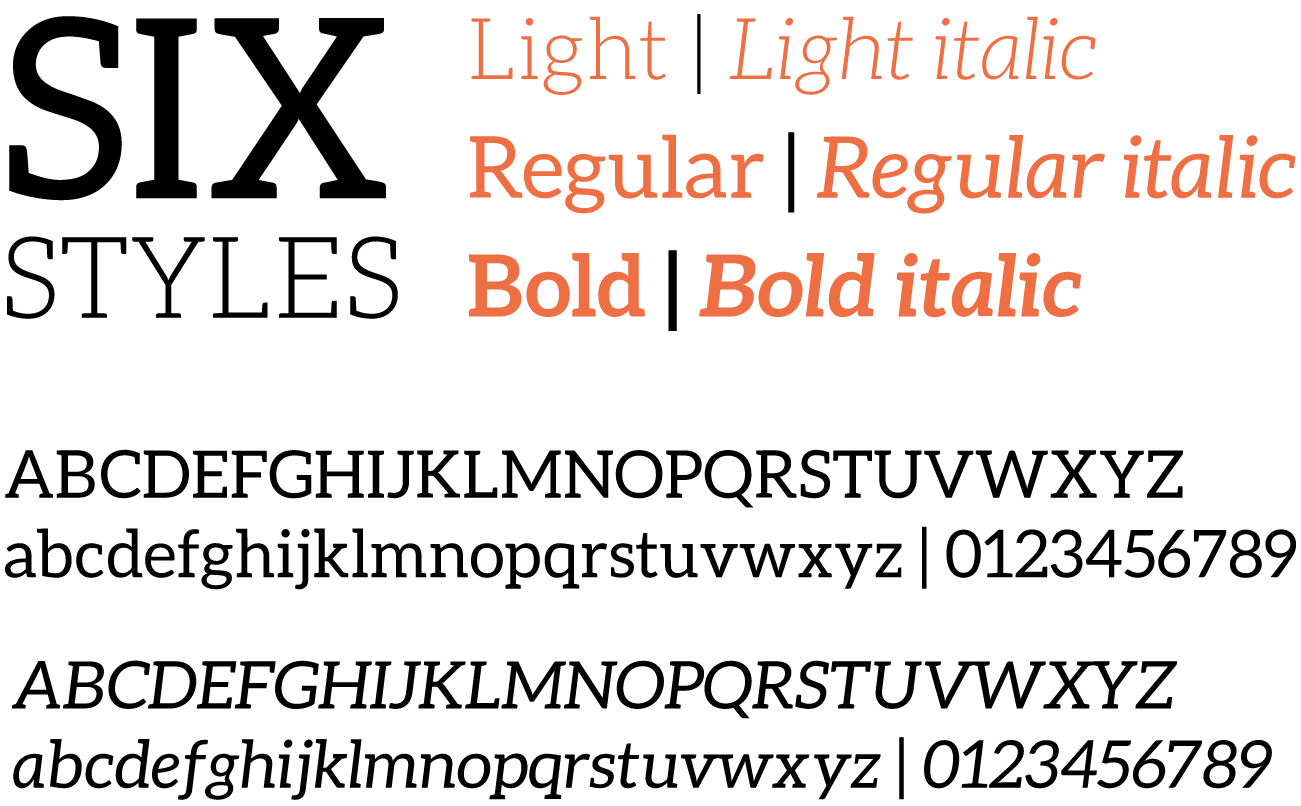 SIX
STYLES
Light | Light italic
Regular | Regular italic
Bold | Bold italic
ABCDEFGHIJKLMNOPQRSTUVWXYZ
abcdefghijklmnopqrstuvwxyz | 0123456789
ABCDEFGHIJKLMNOPQRSTUVWXYZ
abcdefghijklmnopqrstuvwxyz | 0123456789